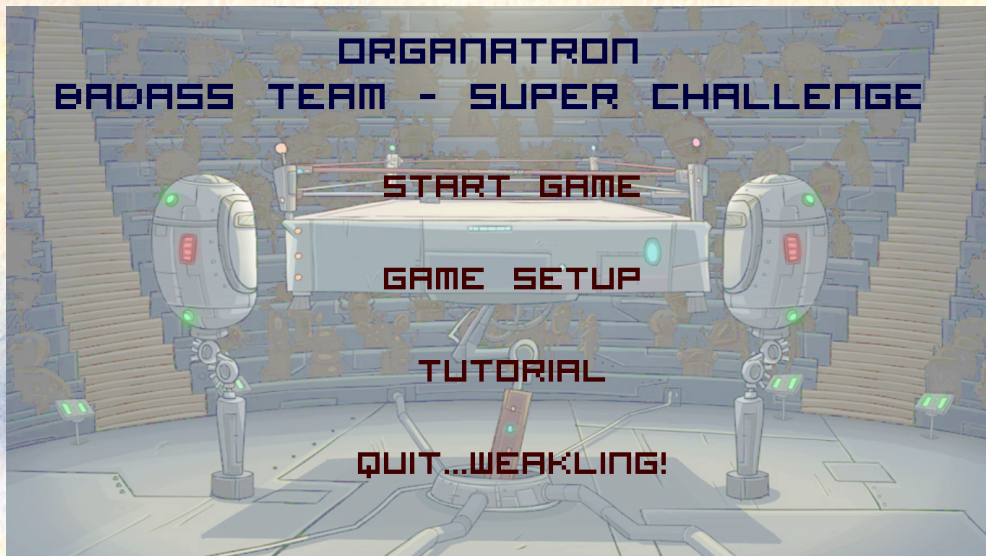 ORGANATRON
BADASS TEAM - SUPER CHALLENGE
START GAME
GAME SETUP
TUTORIAL
QUIT...WEAKLING!